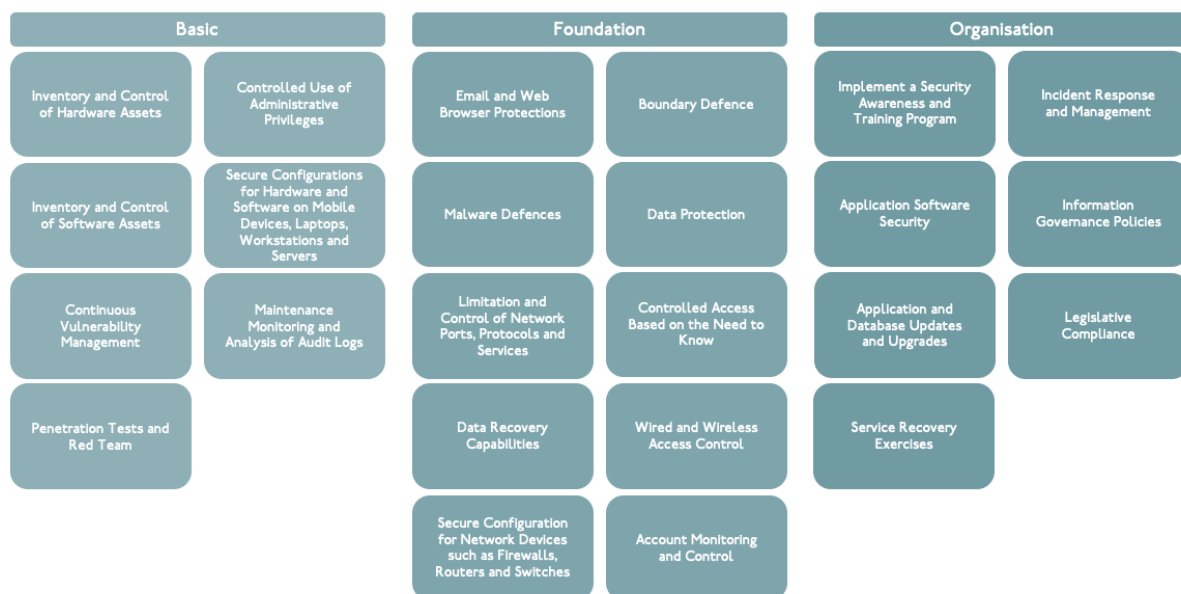 Basic
Inventory and Control
of Hardware Assets
Controlled Use of
Administrative
Privileges
Inventory and Control
of Software Assets
Secure Configurations
for Hardware and
Software on Mobile
Devices, Laptops,
Workstations and
Servers
Continuous
Vulnerability
Management
Maintenance
Monitoring and
Analysis of Audit Logs
Penetration Tests and
Red Team
Foundation
Email and Web
Browser Protections
Boundary Defence
Malware Defences
Data Protection
Limitation and
Control of Network
Ports, Protocols and
Services
Controlled Access
Based on the Need to
Know
Data Recovery
Capabilities
Wired and Wireless
Access Control
Secure Configuration
for Network Devices
such as Firewalls,
Routers and Switches
Account Monitoring
and Control
Organisation
Implement a Security
Awareness and
Training Program
Incident Response
and Management
Application Software
Security
Information
Governance Policies
Application and
Database Updates
and Upgrades
Legislative
Compliance
Service Recovery
Exercises